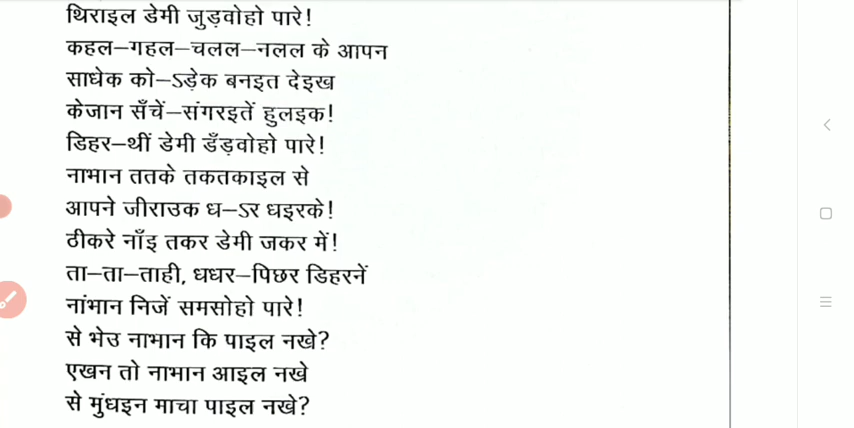 थिराइल डेमी जुड़वोहो पारे!
कहल–गहल–चलल–नलल के आपन
साधेक को–ऽड़ेक बनइत देइख
केजान सँचें–संगरइतें हुलइक!
डिहर–थीं डेमी डँड़वोहो पारे!
नाभान ततके तकतकाइल से
आपने जीराउक ध–ऽर धइरके!
ठीकरे नाँइ तकर डेमी जकर में!
ता–ता–ताही, धधर–पिछर डिहरनें
नांभान निजें समसोहो पारे!
से भेउ नाभान कि पाइल नखे?
एखन तो नाभान आइल नखे
से मुंधइन माचा पाइल नखे?